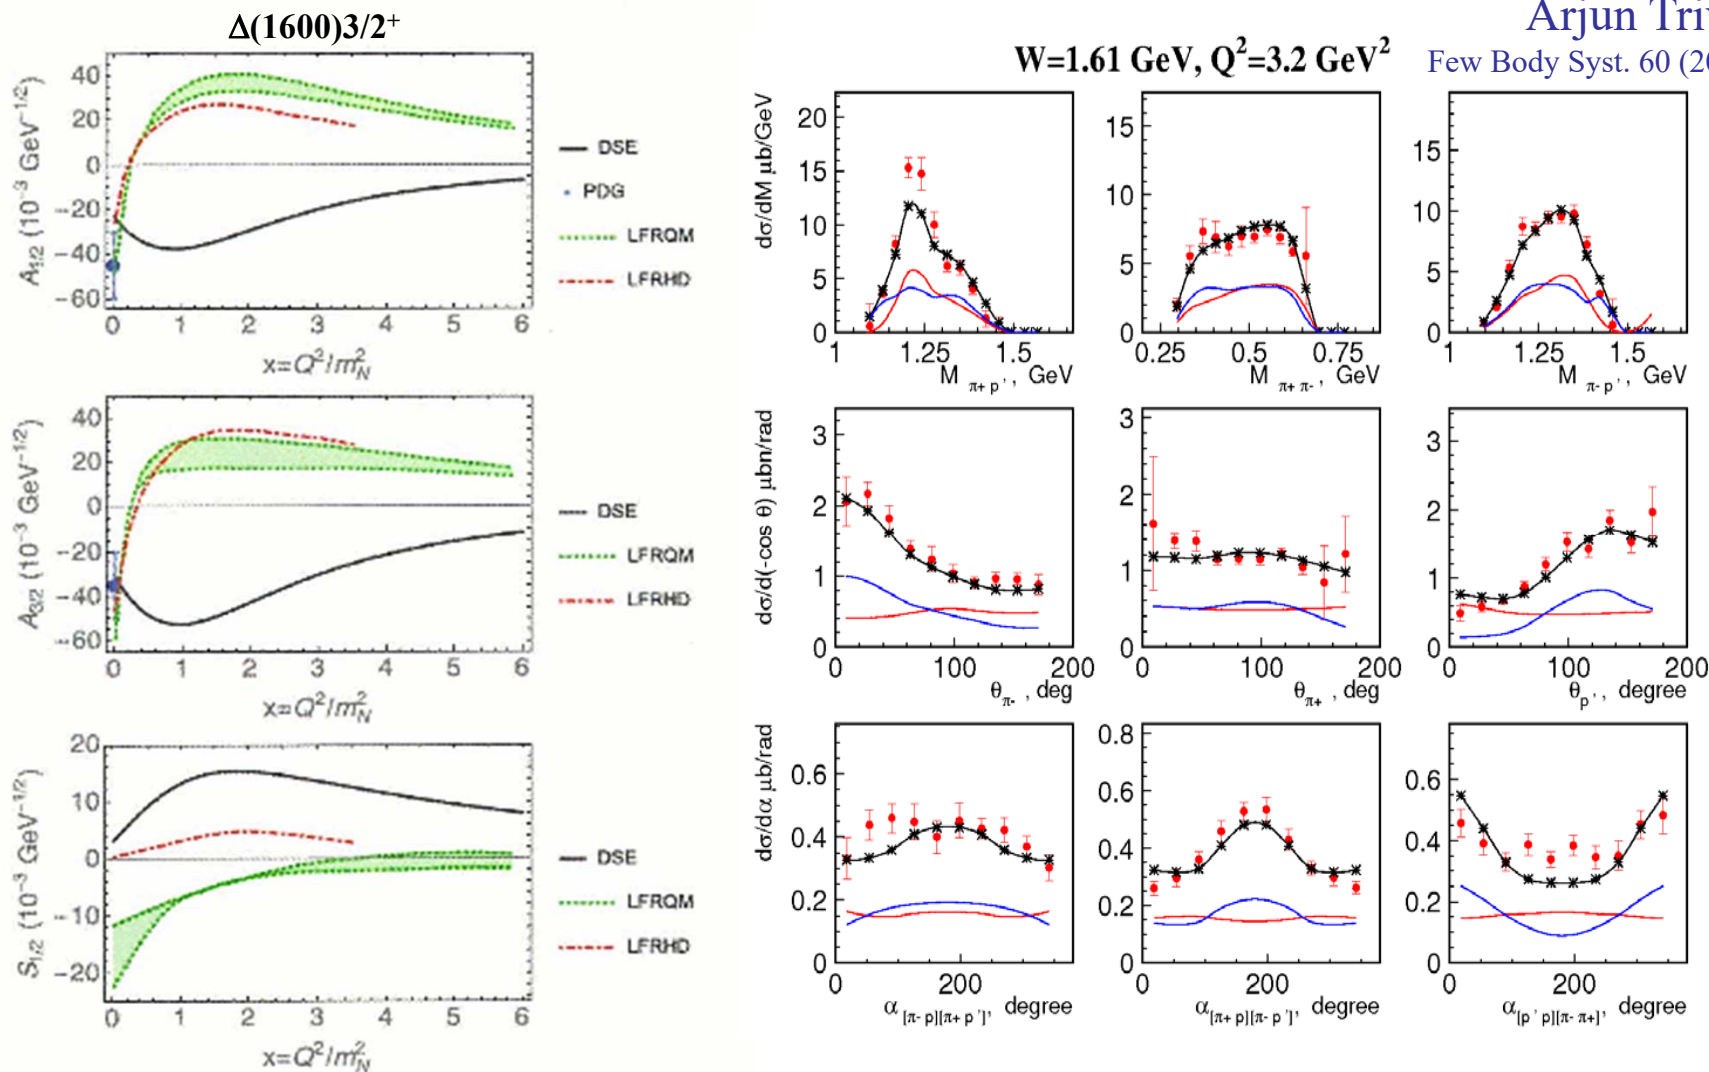 Δ(1600)3/2⁺
Arjun Triv
W=1.61 GeV, Q²=3.2 GeV²
Few Body Syst. 60 (20
A₁/₂ (10⁻³ GeV⁻¹/²)
40
20
0
−20
−40
−60
0 1 2 3 4 5 6
x=Q²/m²N
DSE
PDG
LFRQM
LFRHD
A₃/₂ (10⁻³ GeV⁻¹/²)
40
20
0
−20
−40
−60
0 1 2 3 4 5 6
x=Q²/m²N
DSE
LFRQM
LFRHD
S₁/₂ (10⁻³ GeV⁻¹/²)
20
10
0
−10
−20
0 1 2 3 4 5 6
x=Q²/m²N
DSE
LFRQM
LFRHD
dσ/dM μb/GeV
20
15
10
5
0
1 1.25 1.5
M π+ p', GeV
15
10
5
0
0.25 0.5 0.75
M π+ π-, GeV
15
10
5
0
1 1.25 1.5
M π- p', GeV
dσ/d(-cos θ) μbn/rad
3
2
1
0
0 100 200
θ π-, deg
3
2
1
0
0 100 200
θ π+, deg
3
2
1
0
0 100 200
θ p', degree
dσ/dα μb/rad
0.6
0.4
0.2
0
0 200
α [π- p][π+ p'], degree
0.8
0.6
0.4
0.2
0
0 200
α [π+ p][π- p'], degree
0.6
0.4
0.2
0
0 200
α [p' p][π- π+], degree